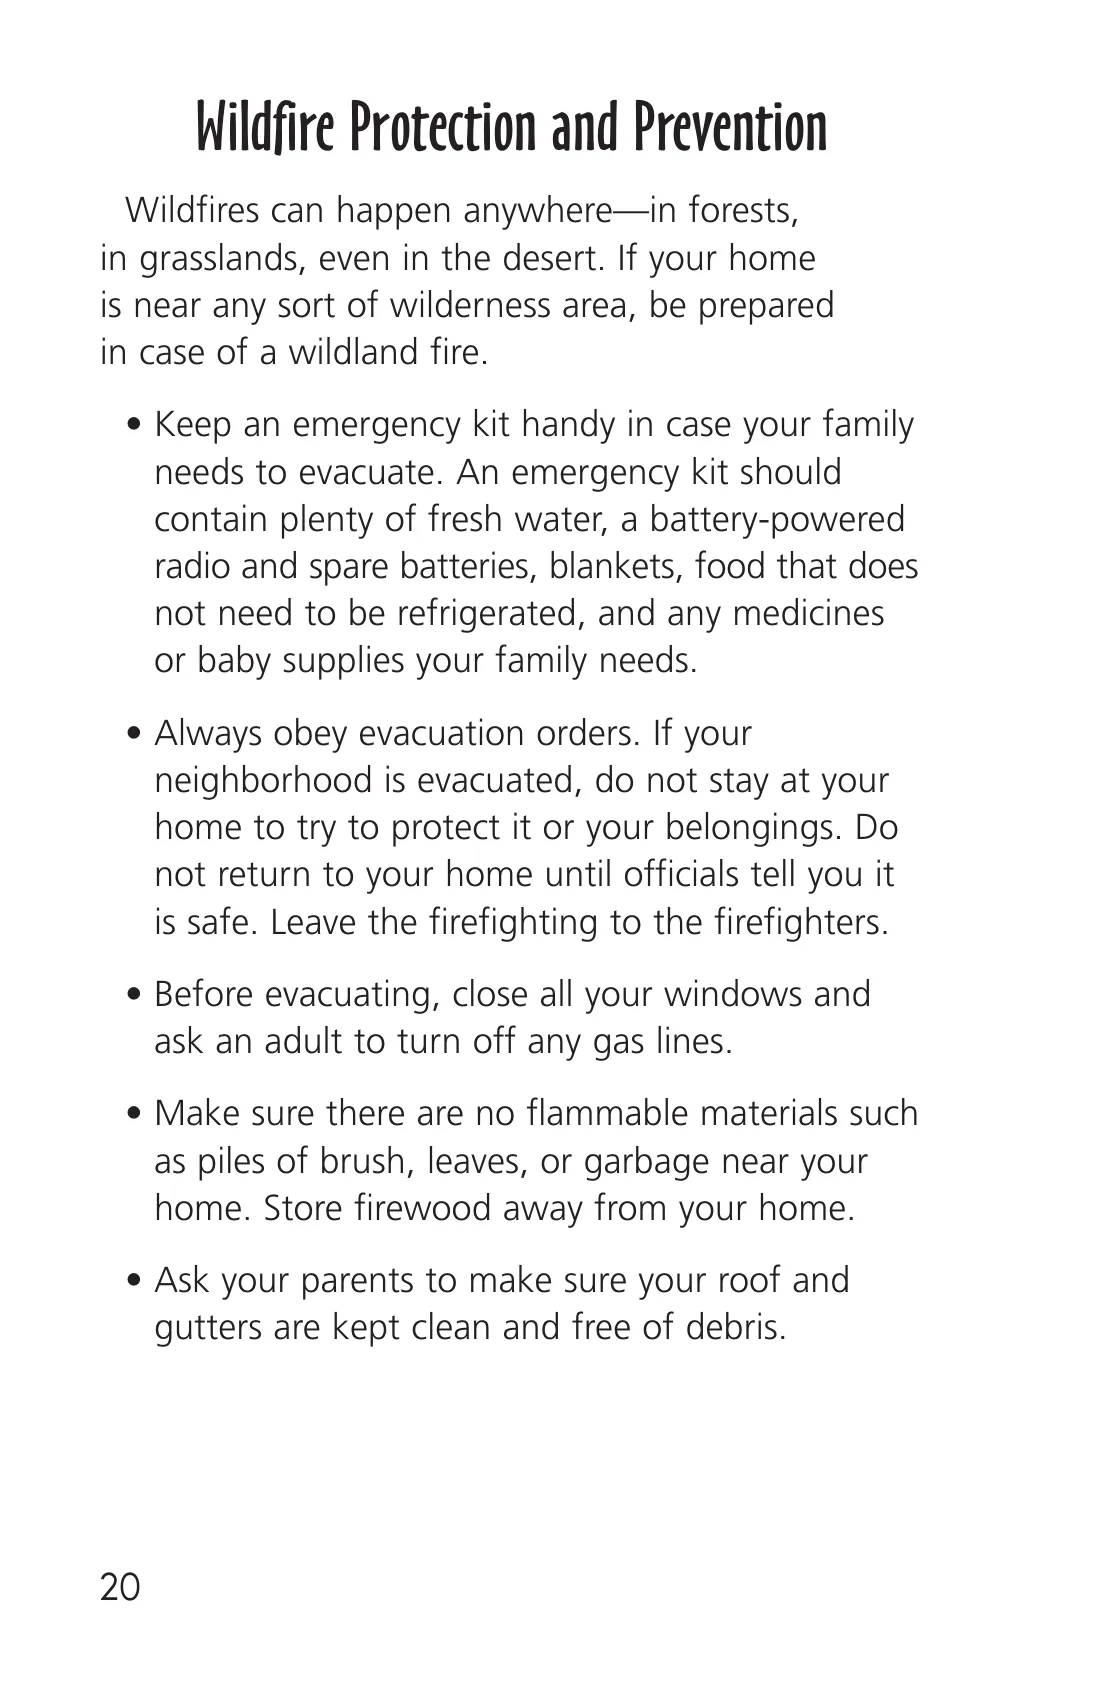 Wildfire Protection and Prevention
Wildfires can happen anywhere—in forests,
in grasslands, even in the desert. If your home
is near any sort of wilderness area, be prepared
in case of a wildland fire.
• Keep an emergency kit handy in case your family
needs to evacuate. An emergency kit should
contain plenty of fresh water, a battery-powered
radio and spare batteries, blankets, food that does
not need to be refrigerated, and any medicines
or baby supplies your family needs.
• Always obey evacuation orders. If your
neighborhood is evacuated, do not stay at your
home to try to protect it or your belongings. Do
not return to your home until officials tell you it
is safe. Leave the firefighting to the firefighters.
• Before evacuating, close all your windows and
ask an adult to turn off any gas lines.
• Make sure there are no flammable materials such
as piles of brush, leaves, or garbage near your
home. Store firewood away from your home.
• Ask your parents to make sure your roof and
gutters are kept clean and free of debris.
20